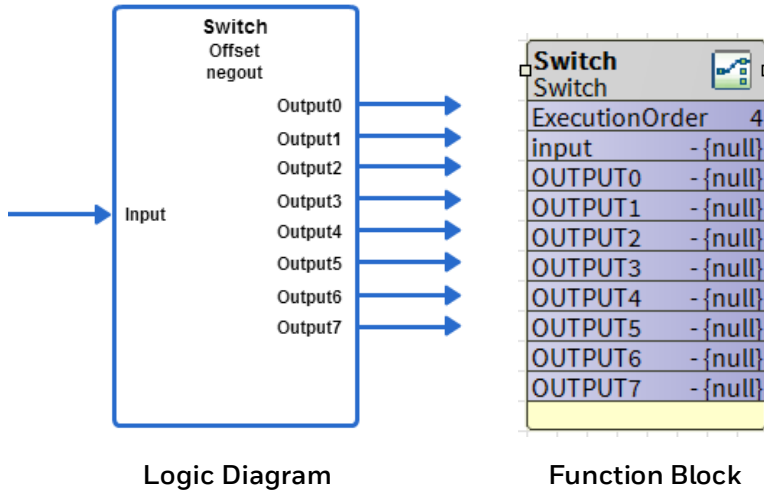 Switch
Offset
negout
Output0
Output1
Output2
Output3
Input
Output4
Output5
Output6
Output7
Logic Diagram
Switch
Switch
ExecutionOrder 4
input - {null}
OUTPUT0 - {null}
OUTPUT1 - {null}
OUTPUT2 - {null}
OUTPUT3 - {null}
OUTPUT4 - {null}
OUTPUT5 - {null}
OUTPUT6 - {null}
OUTPUT7 - {null}
Function Block